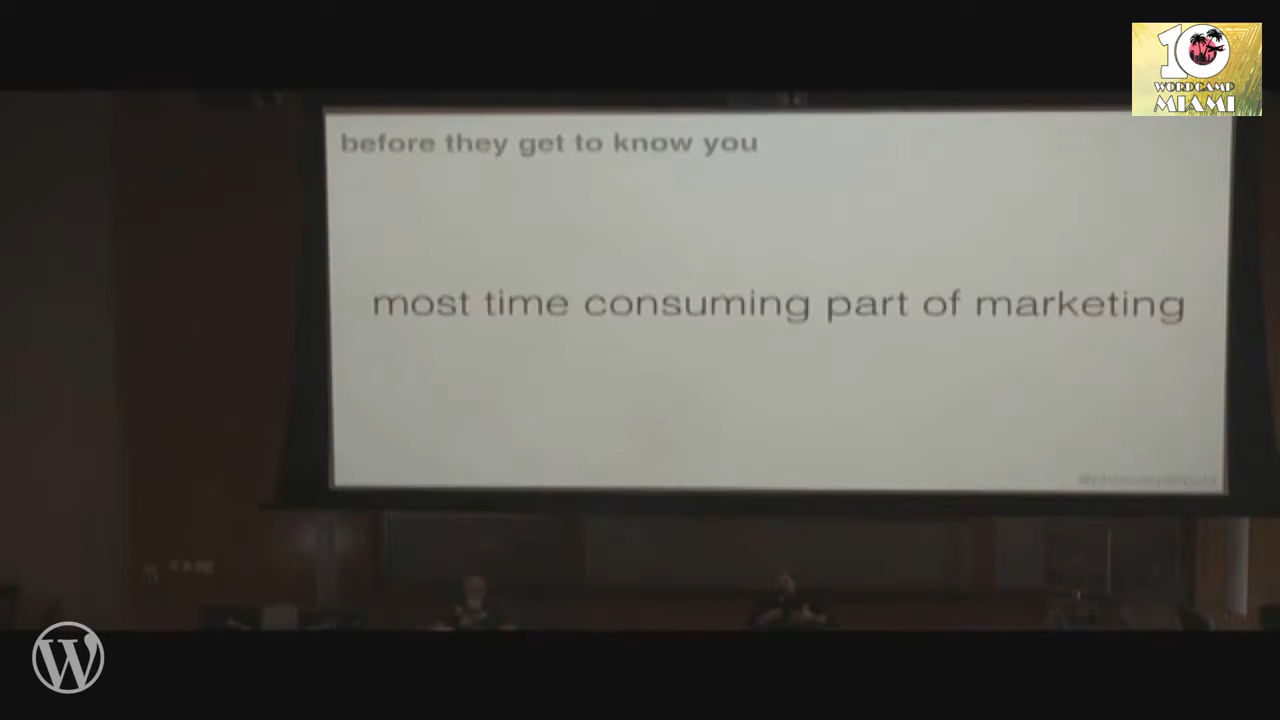 10
WORDCAMP
MIAMI
before they get to know you
most time consuming part of marketing